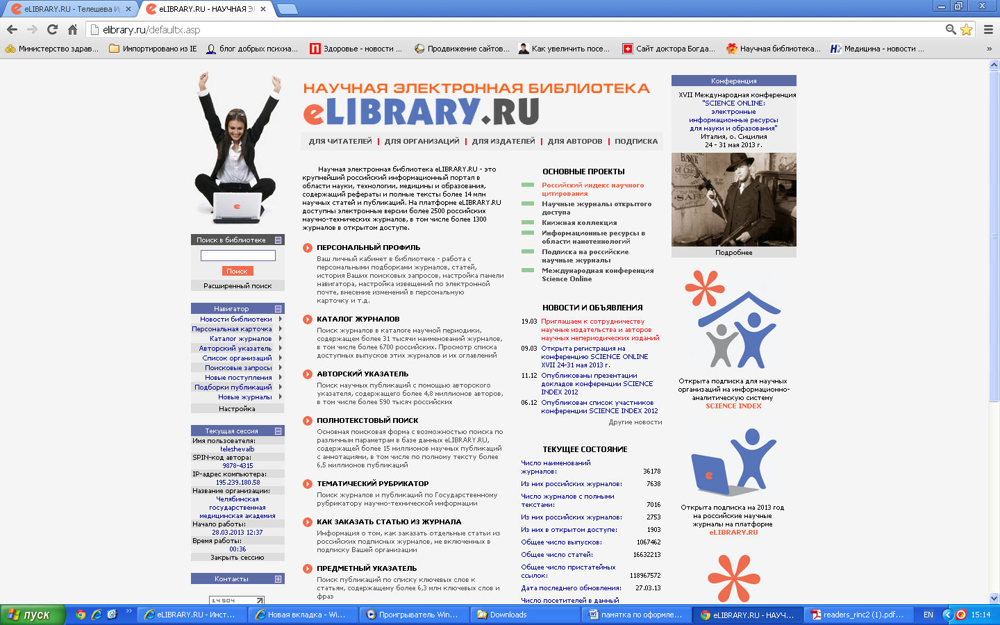 eLIBRARY.RU - Телешева И
eLIBRARY.RU - НАУЧНАЯ ЭЛ
elibrary.ru/defaultx.asp
Министерство здрав...
Импортировано из IE
блог добрых психиа...
Здоровье - новости ...
Продвижение сайтов...
Как увеличить посе...
Сайт доктора Богда...
Научная библиотека...
Медицина - новости ...
»
НАУЧНАЯ ЭЛЕКТРОННАЯ БИБЛИОТЕКА
eLIBRARY.RU
ДЛЯ ЧИТАТЕЛЕЙ | ДЛЯ ОРГАНИЗАЦИЙ | ДЛЯ ИЗДАТЕЛЕЙ | ДЛЯ АВТОРОВ | ПОДПИСКА
Поиск в библиотеке
Поиск
Расширенный поиск
Навигатор
Новости библиотеки
Персональная карточка
Каталог журналов
Авторский указатель
Список организаций
Поисковые запросы
Новые поступления
Подборки публикаций
Новые журналы
Настройка
Текущая сессия
Имя пользователя:
teleshevaib
SPIN-код автора:
9878-4315
IP-адрес компьютера:
195.239.180.58
Название организации:
Челябинская
государственная
медицинская академия
Начало работы:
28.03.2013 12:37
Время работы:
00:36
Закрыть сессию
Контакты
14 504
Научная электронная библиотека eLIBRARY.RU - это
крупнейший российский информационный портал в
области науки, технологии, медицины и образования,
содержащий рефераты и полные тексты более 14 млн
научных статей и публикаций. На платформе eLIBRARY.RU
доступны электронные версии более 2500 российских
научно-технических журналов, в том числе более 1300
журналов в открытом доступе.
ПЕРСОНАЛЬНЫЙ ПРОФИЛЬ
Ваш личный кабинет в библиотеке - работа с
персональными подборками журналов, статей,
история Ваших поисковых запросов, настройка панели
навигатора, настройка извещений по электронной
почте, внесение изменений в персональную
карточку и т.д.
КАТАЛОГ ЖУРНАЛОВ
Поиск журналов в каталоге научной периодики,
содержащем более 31 тысячи наименований журналов,
в том числе более 6700 российских. Просмотр списка
доступных выпусков этих журналов и их оглавлений
АВТОРСКИЙ УКАЗАТЕЛЬ
Поиск научных публикаций с помощью авторского
указателя, содержащего более 4,8 миллионов авторов,
в том числе более 590 тысяч российских
ПОЛНОТЕКСТОВЫЙ ПОИСК
Основная поисковая форма с возможностью поиска по
различным параметрам в базе данных eLIBRARY.RU,
содержащей более 15 миллионов научных публикаций
с аннотациями, в том числе по полному тексту более
6,5 миллионов публикаций
ТЕМАТИЧЕСКИЙ РУБРИКАТОР
Поиск журналов и публикаций по Государственному
рубрикатору научно-технической информации
КАК ЗАКАЗАТЬ СТАТЬЮ ИЗ ЖУРНАЛА
Информация о том, как заказать отдельные статьи из
российских подписных журналов, не включенных в
подписку Вашей организации
ПРЕДМЕТНЫЙ УКАЗАТЕЛЬ
Поиск публикаций по списку ключевых слов к
статьям, содержащему более 6,3 млн ключевых слов и
фраз
ОСНОВНЫЕ ПРОЕКТЫ
Российский индекс научного
цитирования
Научные журналы открытого
доступа
Книжная коллекция
Информационные ресурсы в
области нанотехнологий
Подписка на российские
научные журналы
Международная конференция
Science Online
НОВОСТИ И ОБЪЯВЛЕНИЯ
19.03 Приглашаем к сотрудничеству
научные издательства и авторов
научных непериодических изданий
09.03 Открыта регистрация на
конференцию SCIENCE ONLINE
XVII 24-31 мая 2013 г.
11.12 Опубликованы презентации
докладов конференции SCIENCE
INDEX 2012
06.12 Опубликован список участников
конференции SCIENCE INDEX 2012
Другие новости
ТЕКУЩЕЕ СОСТОЯНИЕ
Число наименований
журналов: 36178
Из них российских журналов: 7638
Число журналов с полными
текстами: 7016
Из них российских журналов: 2753
Из них в открытом доступе: 1903
Общее число выпусков: 1067462
Общее число статей: 16632213
Общее число пристатейных
ссылок: 118967572
Дата последнего обновления: 27.03.13
Число посетителей в данный
Конференция
XVII Международная конференция
"SCIENCE ONLINE:
электронные
информационные ресурсы
для науки и образования"
Италия, о. Сицилия
24 - 31 мая 2013 г.
BANK
of Chicago
SAFE
Подробнее
Открыта подписка для научных
организаций на информационно-
аналитическую систему
SCIENCE INDEX
Открыта подписка на 2013 год
на российские научные
журналы на платформе
eLIBRARY.RU
пуск
»
eLIBRARY.RU - Инст...
Новая вкладка - Wi...
Проигрыватель Win...
Downloads
памятка по оформле...
eLIBRARY.RU - НАУЧ...
readers_rinc2 (1).pdf...
EN
15:14